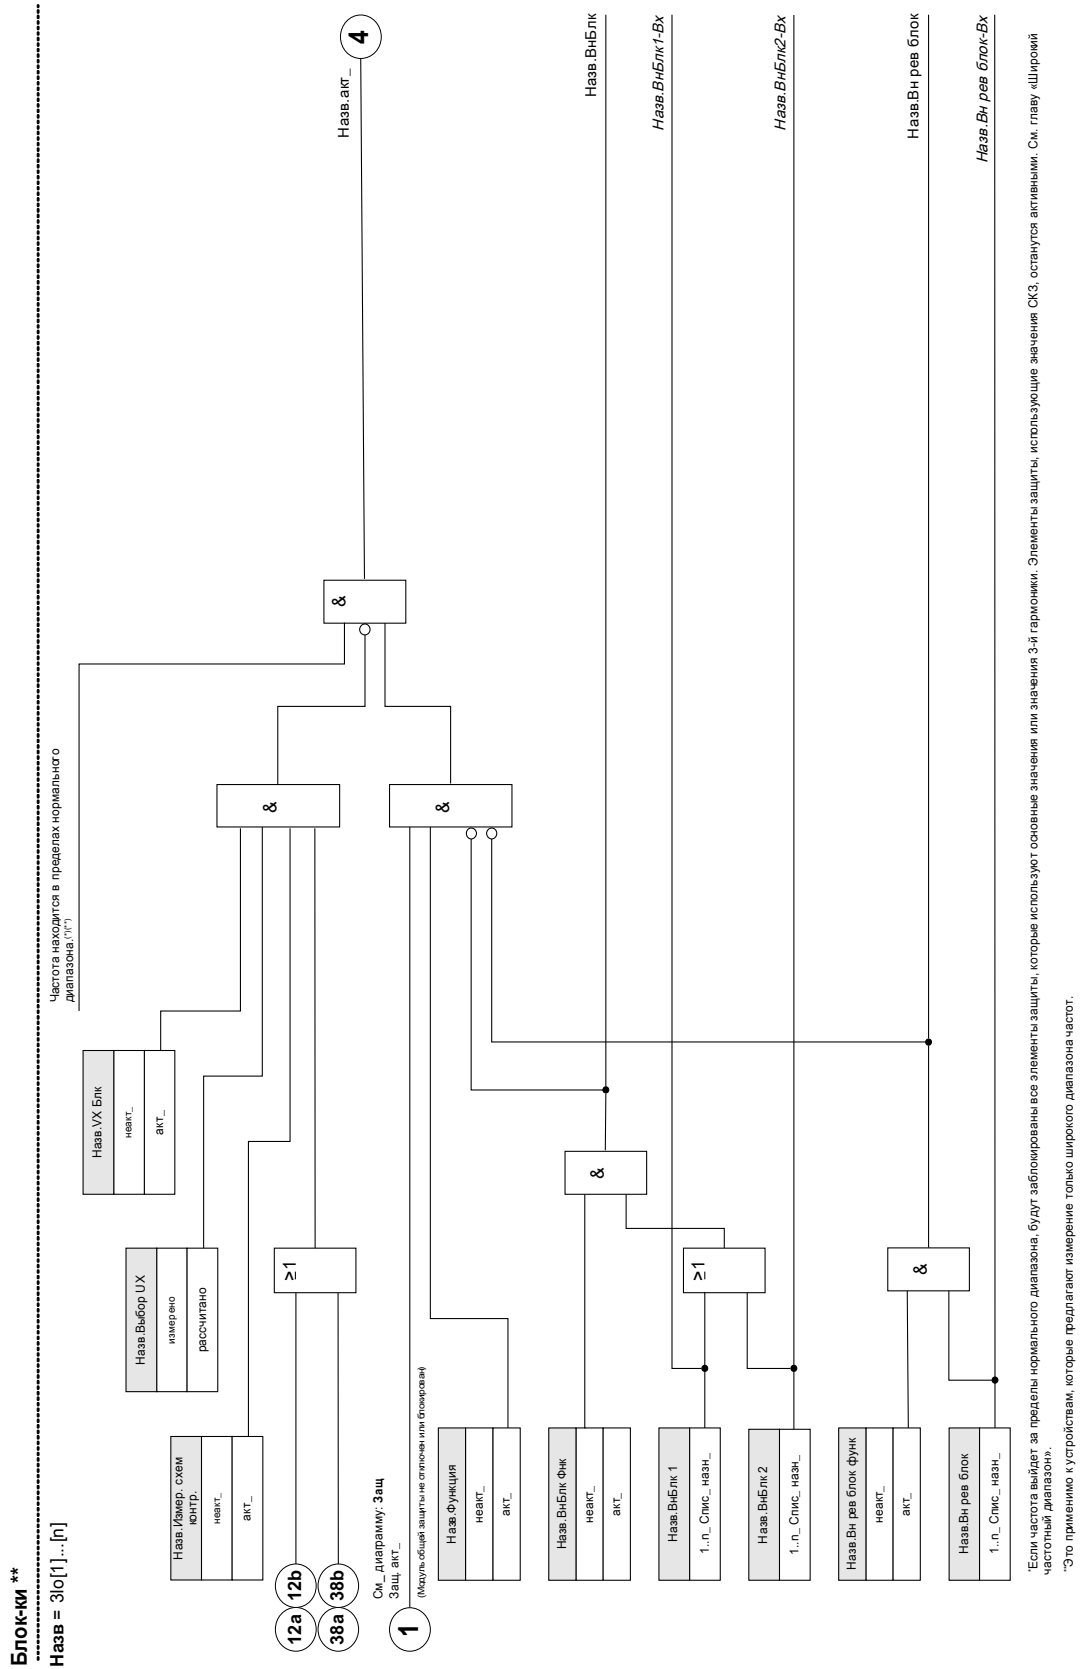 Блок-ки **
Назв = 3Io[1]... [n]
Частота находится в пределах нормального
диапазона.(*)(**)
Назв.VX Блк
неакт_
акт_
Назв.Выбор UX
измерено
рассчитано
Назв.Измер. схем
контр.
неакт_
акт_
12a
12b
38a
38b
≥1
&
&
&
Назв.акт_
4
См_ диаграмму: Защ
Защ. акт_
1
(Модуль общей защиты не отключен или блокирован)
Назв.Функция
неакт_
акт_
Назв.ВнБлк Фнк
неакт_
акт_
&
Назв.ВнБлк
Назв.ВнБлк 1
1..n_ Спис_ назн_
≥1
Назв.ВнБлк1-Вх
Назв.ВнБлк 2
1..n_ Спис_ назн_
Назв.ВнБлк2-Вх
Назв.Вн рев блок функ
неакт_
акт_
&
Назв.Вн рев блок
Назв.Вн рев блок
1..n_ Спис_ назн_
Назв.Вн рев блок-Вх
*Если частота выйдет за пределы нормального диапазона, будут заблокированы все элементы защиты, которые используют основные значения или значения 3-й гармоники. Элементы защиты, использующие значения СКЗ, останутся активными. См. главу «Широкий
частотный диапазон».
**Это применимо к устройствам, которые предлагают измерение только широкого диапазона частот.